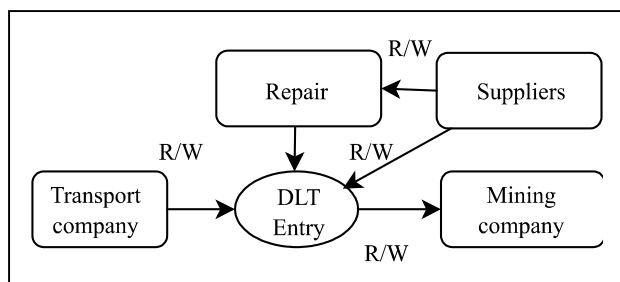 R/W
Repair
Suppliers
R/W
R/W
Transport
company
DLT
Entry
Mining
company
R/W